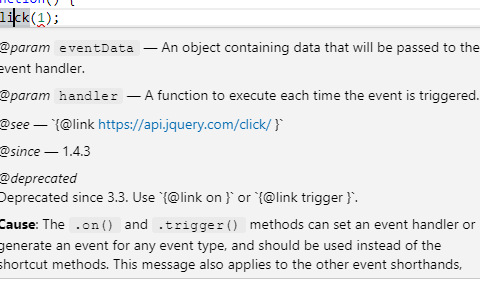 nction() {
lick(1);
@param eventData — An object containing data that will be passed to the
event handler.
@param handler — A function to execute each time the event is triggered.
@see — `{@link https://api.jquery.com/click/ }`
@since — 1.4.3
@deprecated
Deprecated since 3.3. Use `{@link on }` or `{@link trigger }`.
Cause: The .on() and .trigger() methods can set an event handler or
generate an event for any event type, and should be used instead of the
shortcut methods. This message also applies to the other event shorthands,